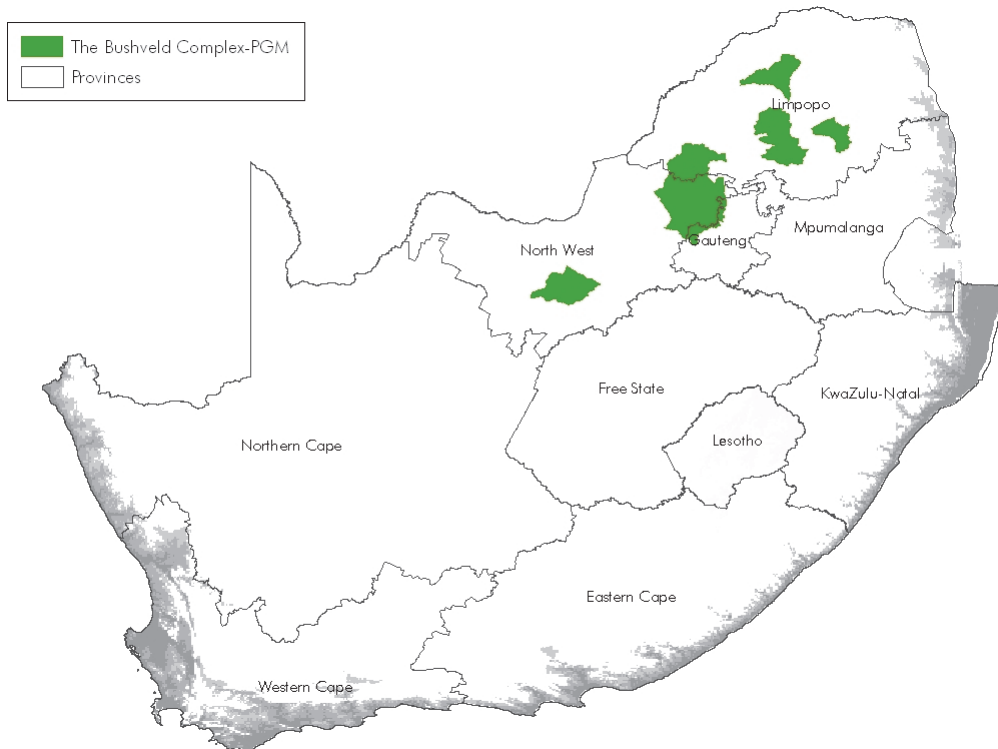 The Bushveld Complex-PGM
Provinces
Limpopo
Mpumalanga
Gauteng
North West
Free State
KwaZulu-Natal
Lesotho
Northern Cape
Eastern Cape
Western Cape